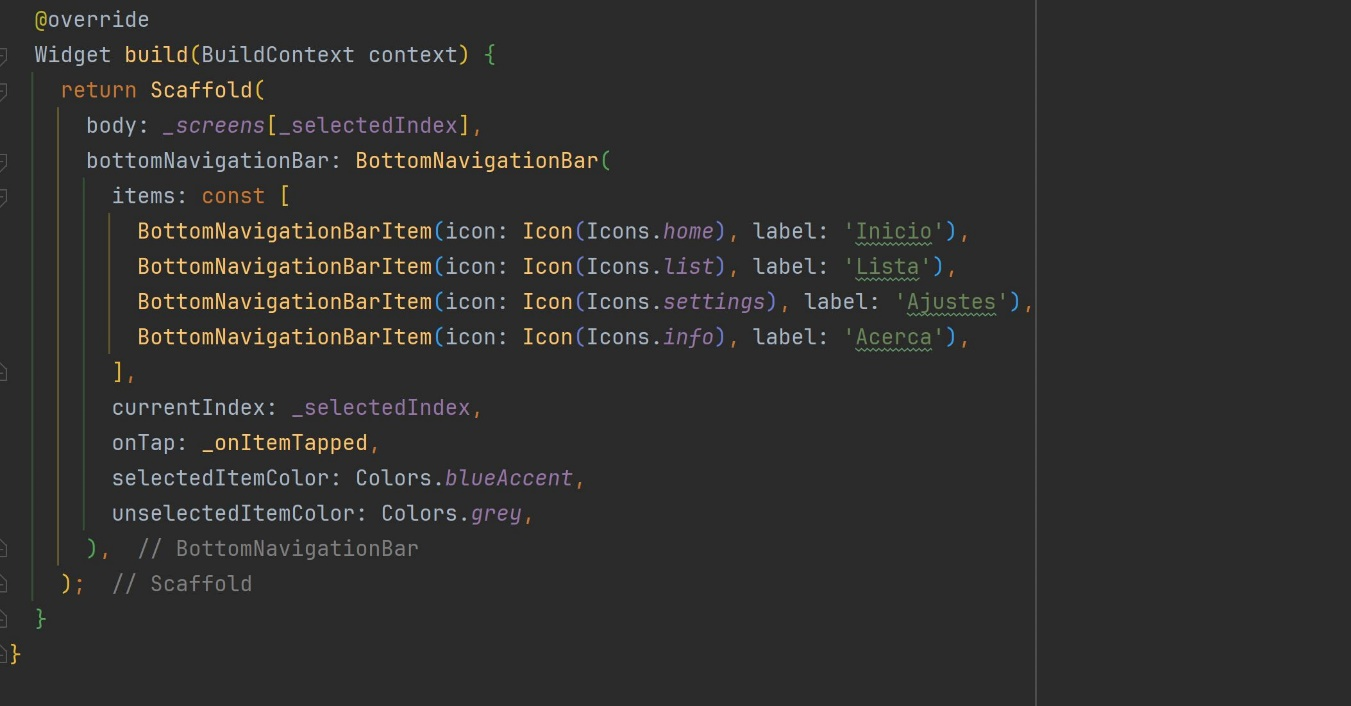 @override
Widget build(BuildContext context) {
return Scaffold(
body: _screens[_selectedIndex],
bottomNavigationBar: BottomNavigationBar(
items: const [
BottomNavigationBarItem(icon: Icon(Icons.home), label: 'Inicio'),
BottomNavigationBarItem(icon: Icon(Icons.list), label: 'Lista'),
BottomNavigationBarItem(icon: Icon(Icons.settings), label: 'Ajustes'),
BottomNavigationBarItem(icon: Icon(Icons.info), label: 'Acerca'),
],
currentIndex: _selectedIndex,
onTap: _onItemTapped,
selectedItemColor: Colors.blueAccent,
unselectedItemColor: Colors.grey,
), // BottomNavigationBar
); // Scaffold
}
}